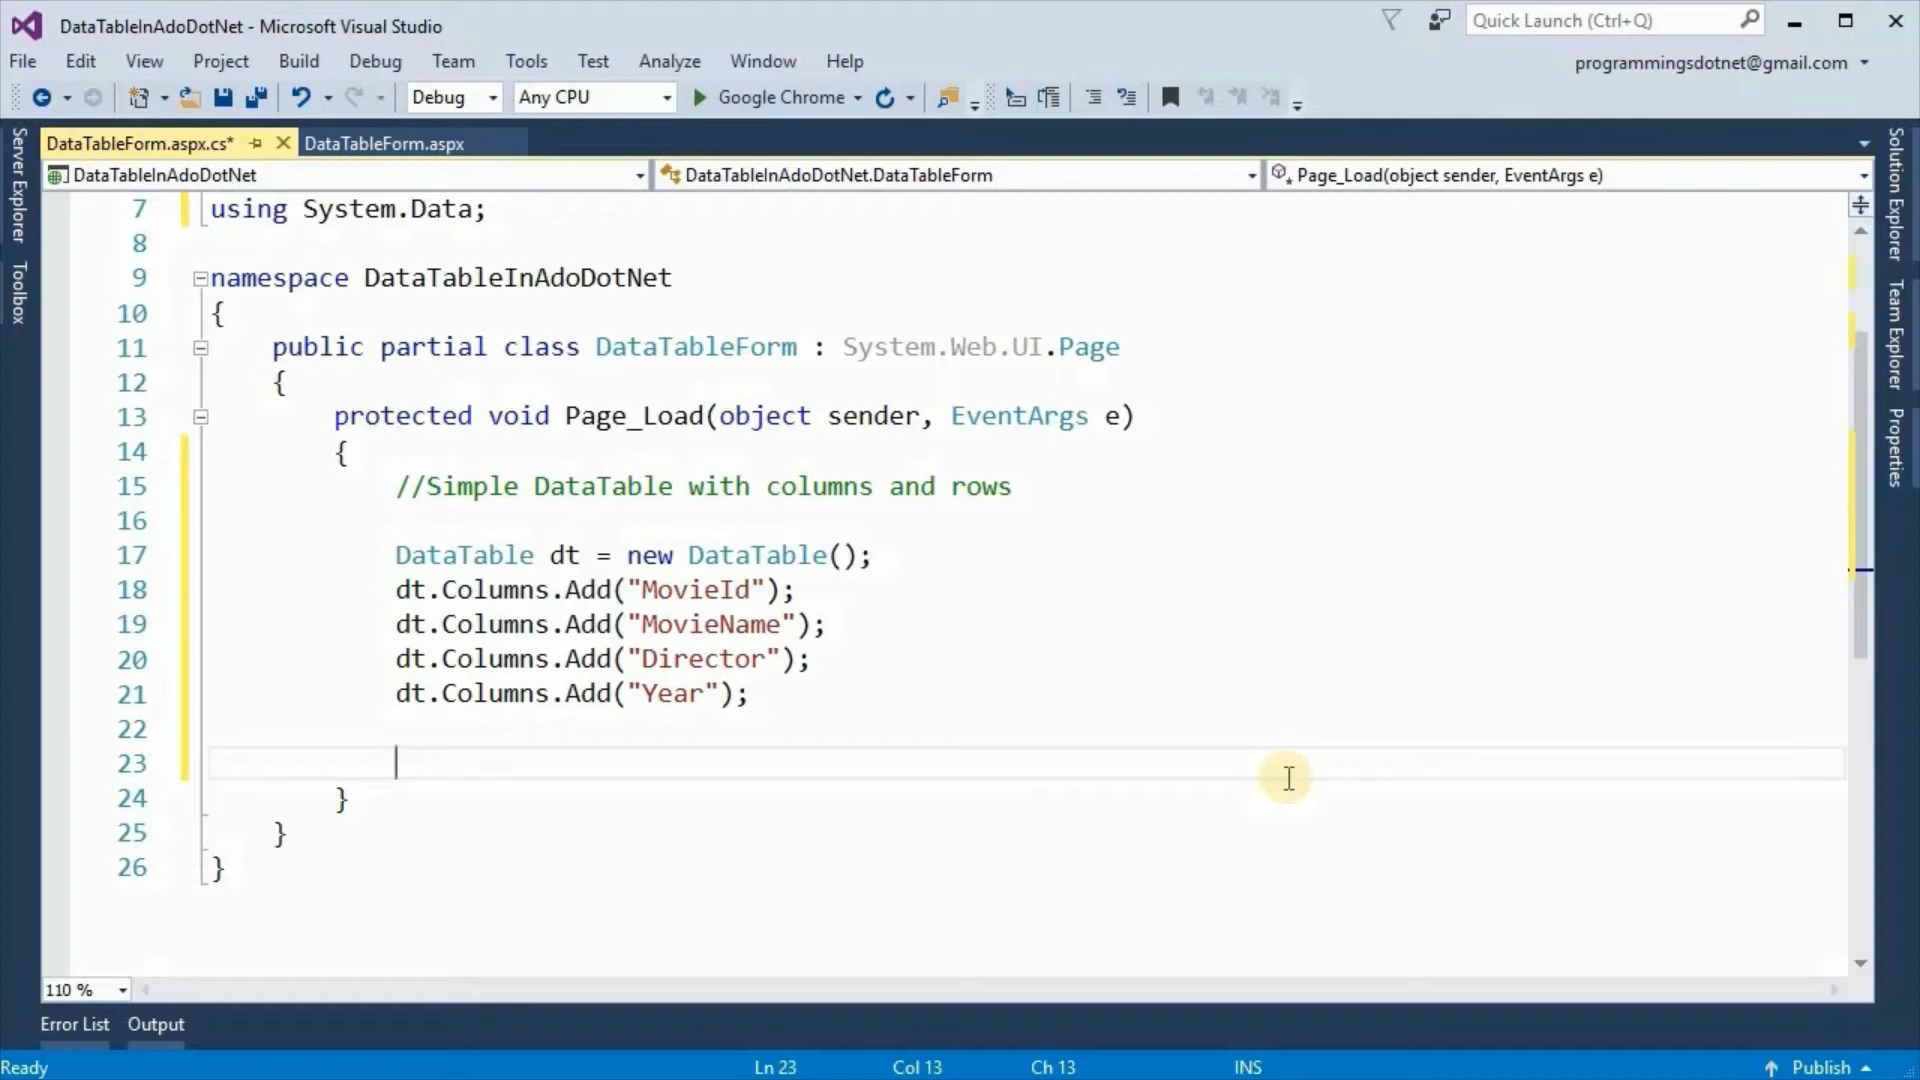 DataTableInAdoDotNet - Microsoft Visual Studio
Quick Launch (Ctrl+Q)
File Edit View Project Build Debug Team Tools Test Analyze Window Help
programmingsdotnet@gmail.com
Debug Any CPU Google Chrome
DataTableForm.aspx.cs* DataTableForm.aspx
DataTableInAdoDotNet DataTableInAdoDotNet.DataTableForm Page_Load(object sender, EventArgs e)
Server Explorer
Toolbox
7 using System.Data;
8
9 namespace DataTableInAdoDotNet
10 {
11 public partial class DataTableForm : System.Web.UI.Page
12 {
13 protected void Page_Load(object sender, EventArgs e)
14 {
15 //Simple DataTable with columns and rows
16
17 DataTable dt = new DataTable();
18 dt.Columns.Add("MovieId");
19 dt.Columns.Add("MovieName");
20 dt.Columns.Add("Director");
21 dt.Columns.Add("Year");
22
23
24 }
25 }
26 }
Solution Explorer
Team Explorer
Properties
110 %
Error List Output
Ready Ln 23 Col 13 Ch 13 INS Publish